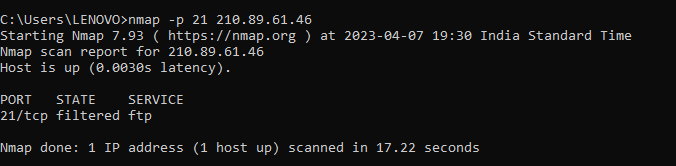 C:\Users\LENOVO>nmap -p 21 210.89.61.46
Starting Nmap 7.93 ( https://nmap.org ) at 2023-04-07 19:30 India Standard Time
Nmap scan report for 210.89.61.46
Host is up (0.0030s latency).
PORT   STATE    SERVICE
21/tcp filtered ftp
Nmap done: 1 IP address (1 host up) scanned in 17.22 seconds